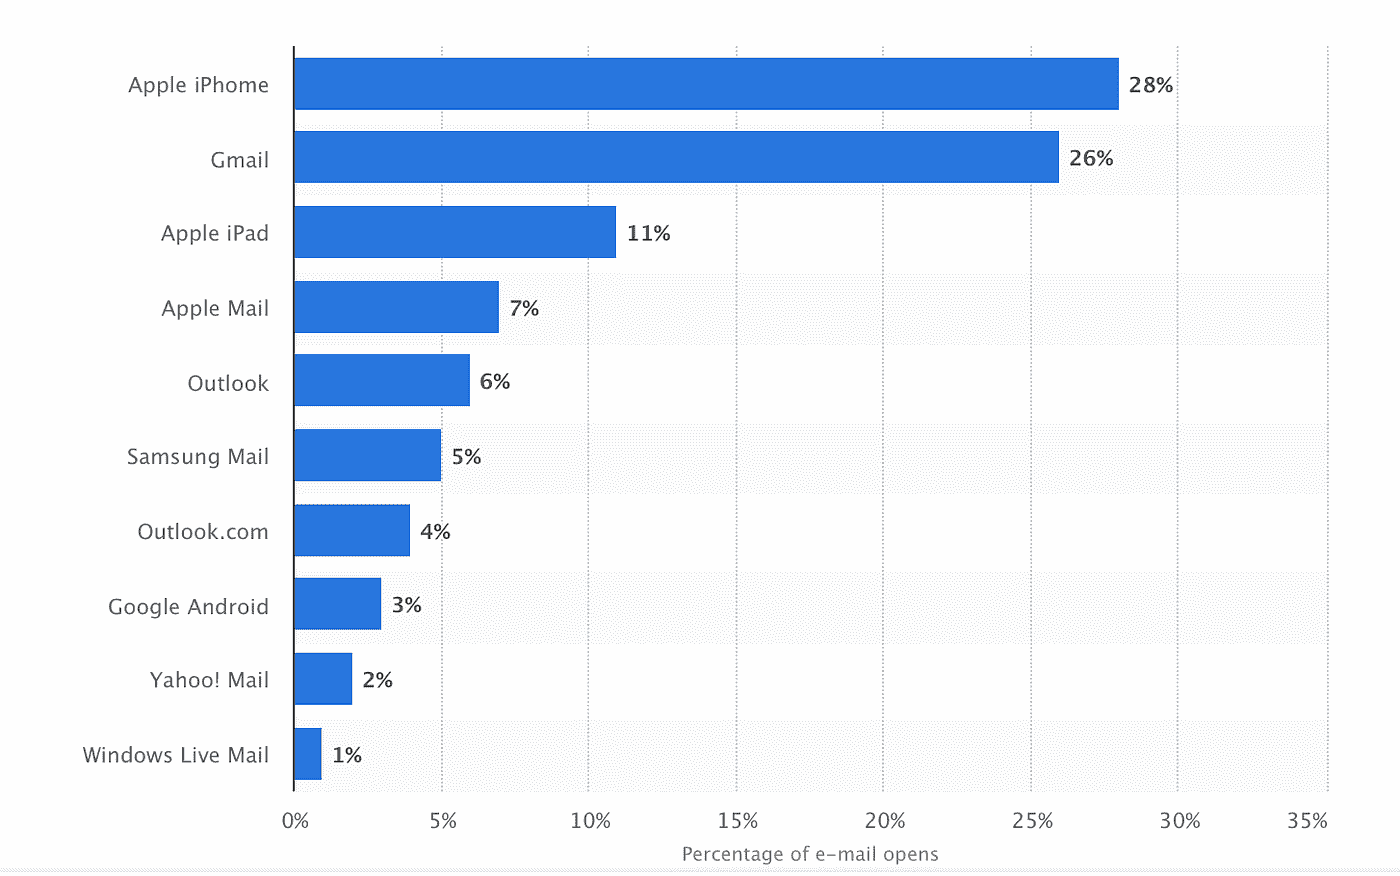 Apple iPhome 28%
Gmail 26%
Apple iPad 11%
Apple Mail 7%
Outlook 6%
Samsung Mail 5%
Outlook.com 4%
Google Android 3%
Yahoo! Mail 2%
Windows Live Mail 1%
0% 5% 10% 15% 20% 25% 30% 35%
Percentage of e-mail opens